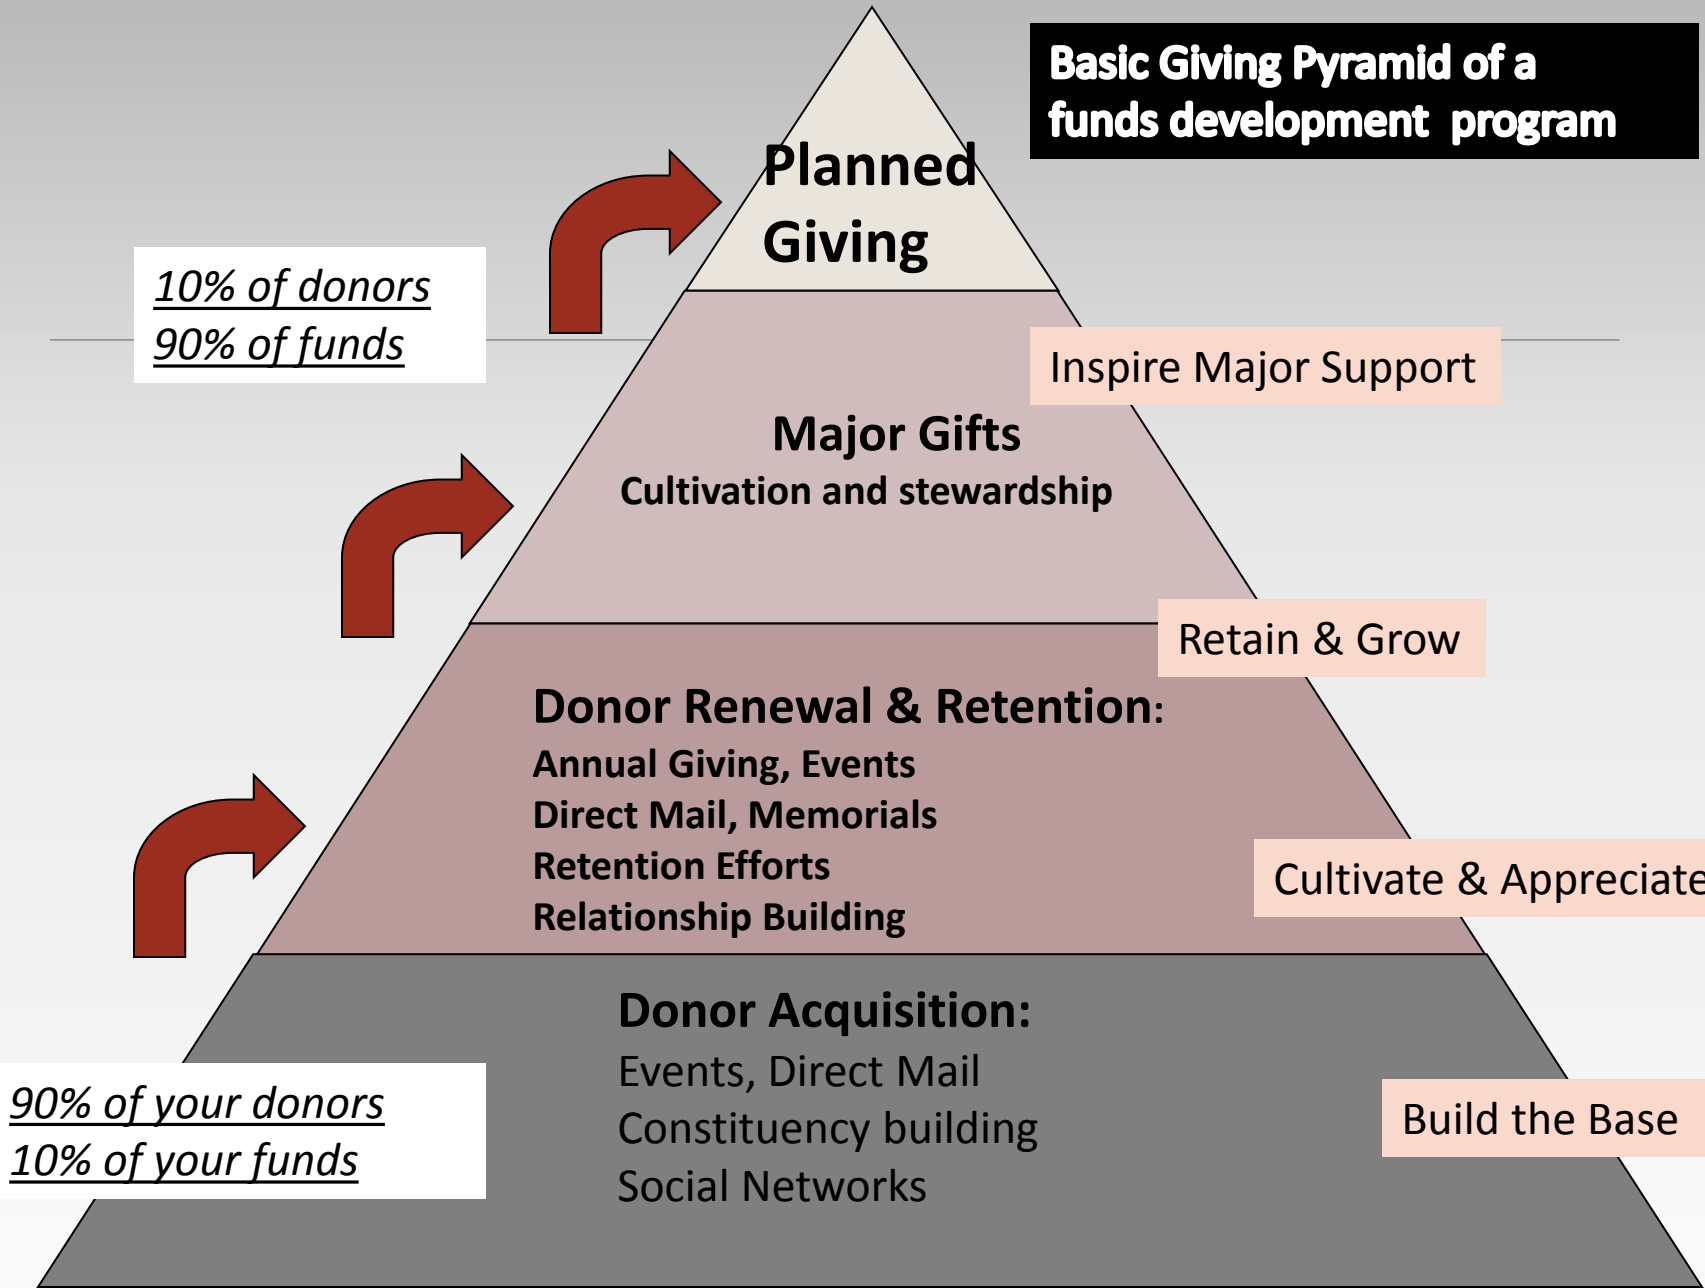 Basic Giving Pyramid of a
funds development program
Planned
Giving
10% of donors
90% of funds
Inspire Major Support
Major Gifts
Cultivation and stewardship
Retain & Grow
Donor Renewal & Retention:
Annual Giving, Events
Direct Mail, Memorials
Retention Efforts
Relationship Building
Cultivate & Appreciate
Donor Acquisition:
Events, Direct Mail
Constituency building
Social Networks
90% of your donors
10% of your funds
Build the Base